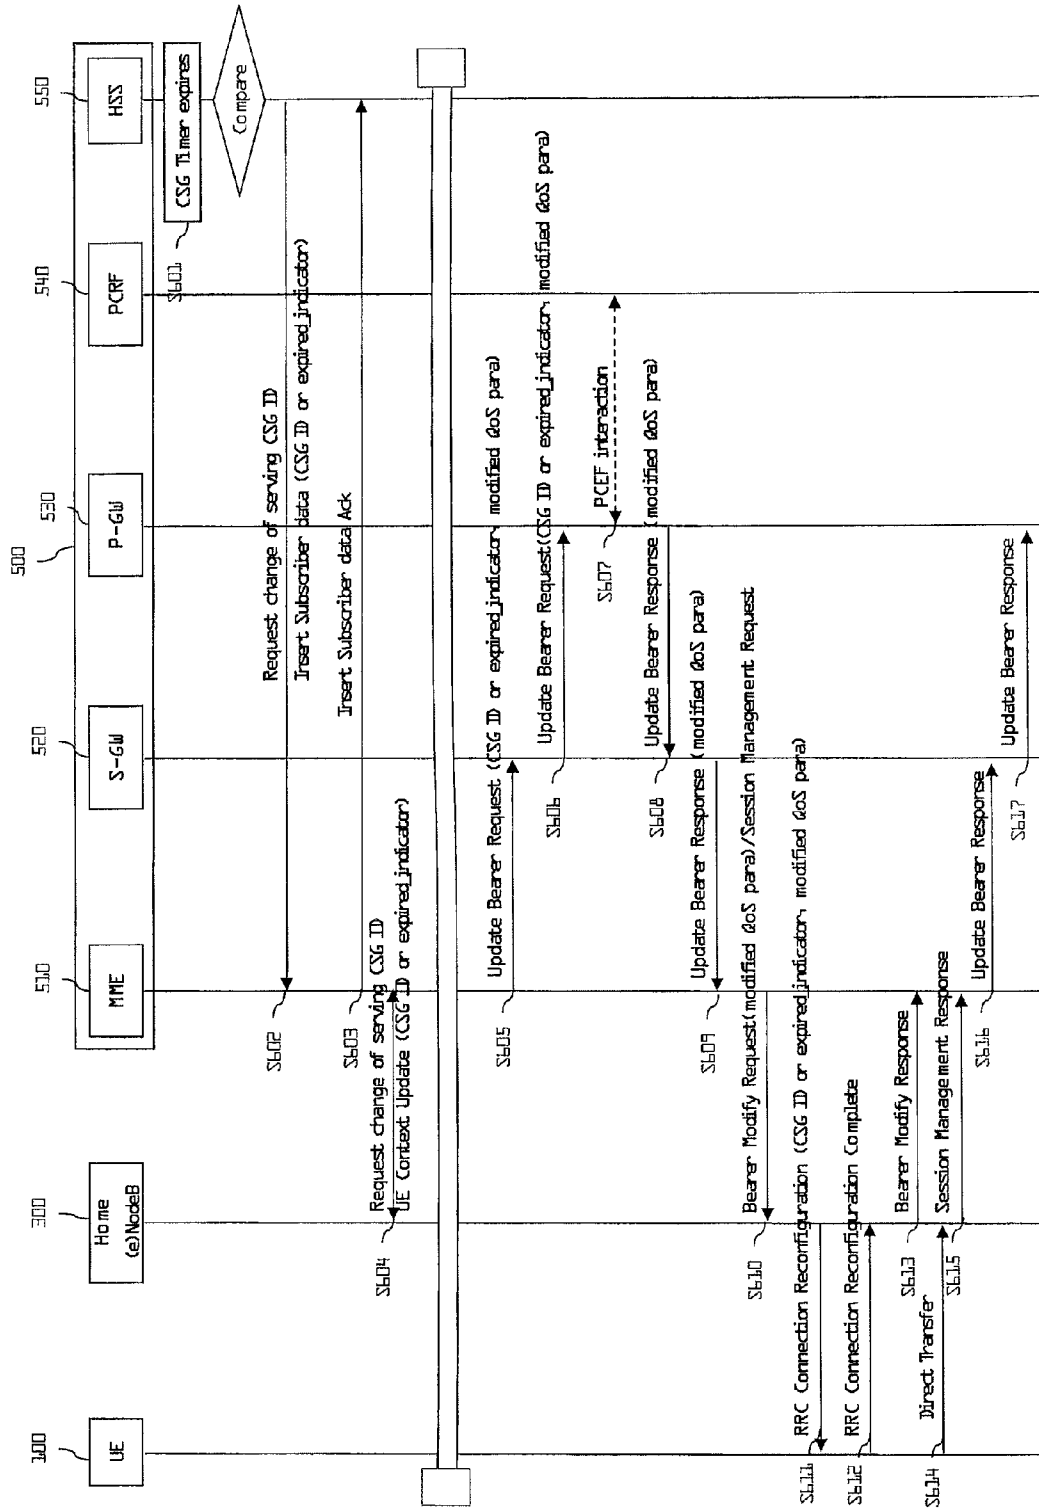 500
100
UE
300
Home
(e)NodeB
510
MME
520
S-GW
530
P-GW
540
PCRF
550
HSS
S601
CSG Timer expires
Compare
Request change of serving CSG ID
S602
Insert Subscriber data (CSG ID or expired_indicator)
Insert Subscriber data Ack
S603
Request change of serving CSG ID
S604
UE Context Update (CSG ID or expired_indicator)
Update Bearer Request (CSG ID or expired_indicator, modified QoS para)
S605
Update Bearer Request(CSG ID or expired_indicator, modified QoS para)
S606
PCEF interaction
S607
Update Bearer Response (modified QoS para)
S608
Update Bearer Response (modified QoS para)
S609
Bearer Modify Request(modified QoS para)/Session Management Request
S610
RRC Connection Reconfiguration (CSG ID or expired_indicator, modified QoS para)
S611
RRC Connection Reconfiguration Complete
S612
Bearer Modify Response
S613
Direct Transfer
S614
Session Management Response
S615
Update Bearer Response
S616
Update Bearer Response
S617